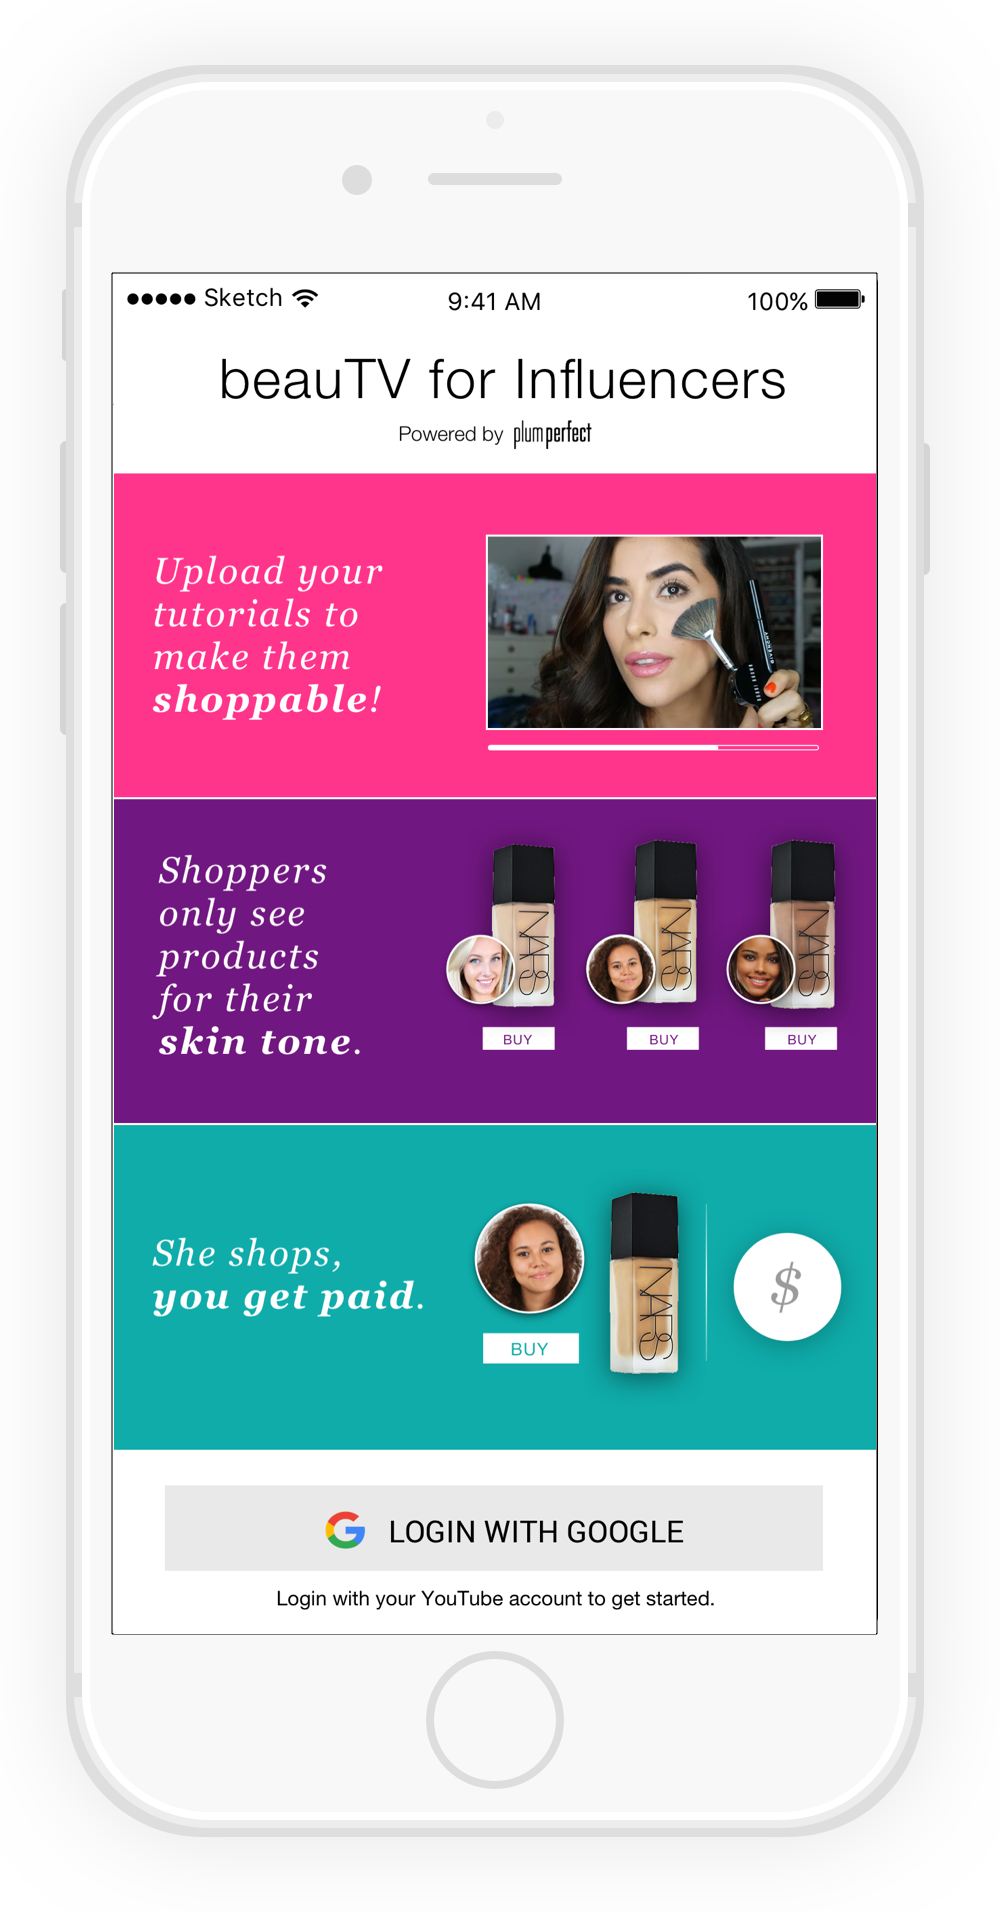 Sketch 9:41 AM 100%
beauTV for Influencers
Powered by plumperfect
Upload your
tutorials to
make them
shoppable!
Shoppers
only see
products
for their
skin tone.
NARS NARS NARS
BUY BUY BUY
She shops,
you get paid.
NARS
$
BUY
LOGIN WITH GOOGLE
Login with your YouTube account to get started.